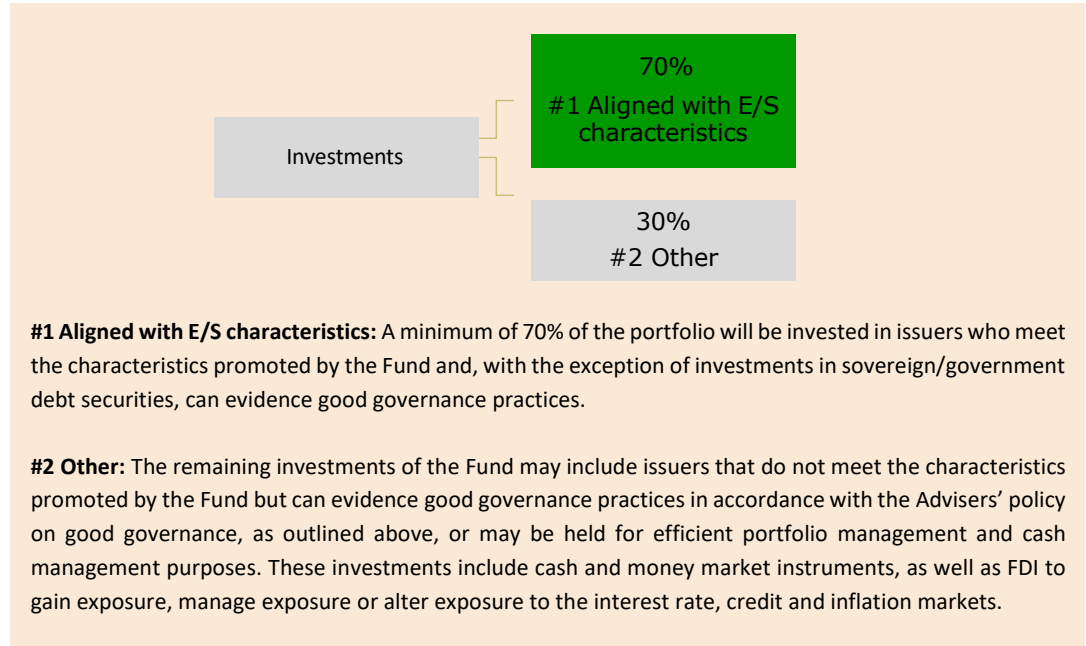 70%
#1 Aligned with E/S
characteristics
Investments
30%
#2 Other
#1 Aligned with E/S characteristics: A minimum of 70% of the portfolio will be invested in issuers who meet
the characteristics promoted by the Fund and, with the exception of investments in sovereign/government
debt securities, can evidence good governance practices.
#2 Other: The remaining investments of the Fund may include issuers that do not meet the characteristics
promoted by the Fund but can evidence good governance practices in accordance with the Advisers’ policy
on good governance, as outlined above, or may be held for efficient portfolio management and cash
management purposes. These investments include cash and money market instruments, as well as FDI to
gain exposure, manage exposure or alter exposure to the interest rate, credit and inflation markets.